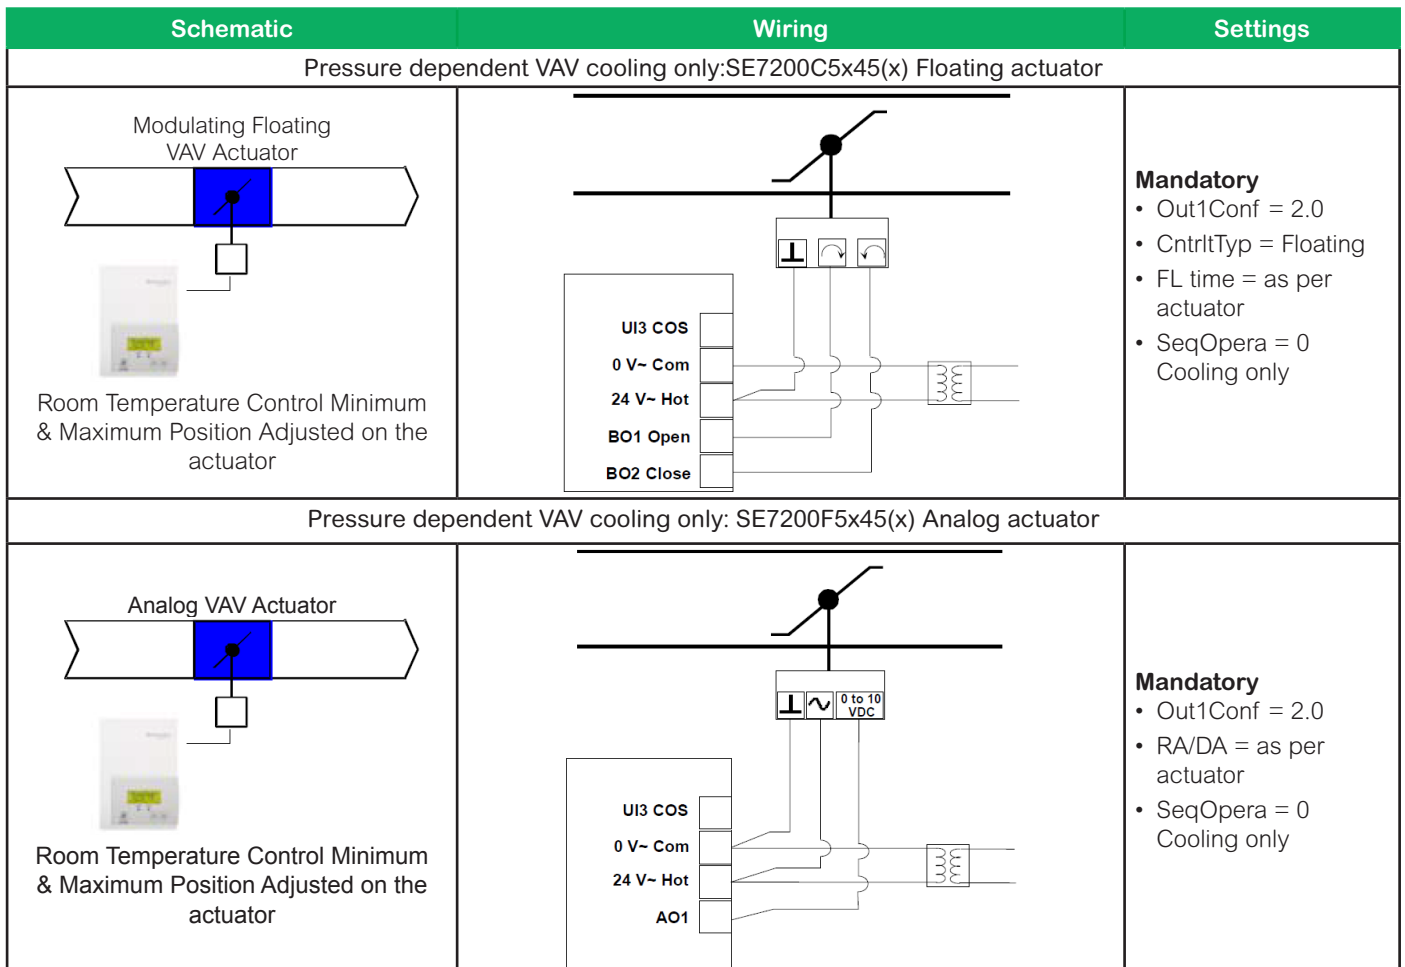 Schematic
Wiring
Settings
Pressure dependent VAV cooling only:SE7200C5x45(x) Floating actuator
Modulating Floating
VAV Actuator
Room Temperature Control Minimum
& Maximum Position Adjusted on the
actuator
UI3 COS
0 V~ Com
24 V~ Hot
BO1 Open
BO2 Close
Mandatory
• Out1Conf = 2.0
• CntrltTyp = Floating
• FL time = as per
actuator
• SeqOpera = 0
Cooling only
Pressure dependent VAV cooling only: SE7200F5x45(x) Analog actuator
Analog VAV Actuator
Room Temperature Control Minimum
& Maximum Position Adjusted on the
actuator
0 to 10
VDC
UI3 COS
0 V~ Com
24 V~ Hot
AO1
Mandatory
• Out1Conf = 2.0
• RA/DA = as per
actuator
• SeqOpera = 0
Cooling only